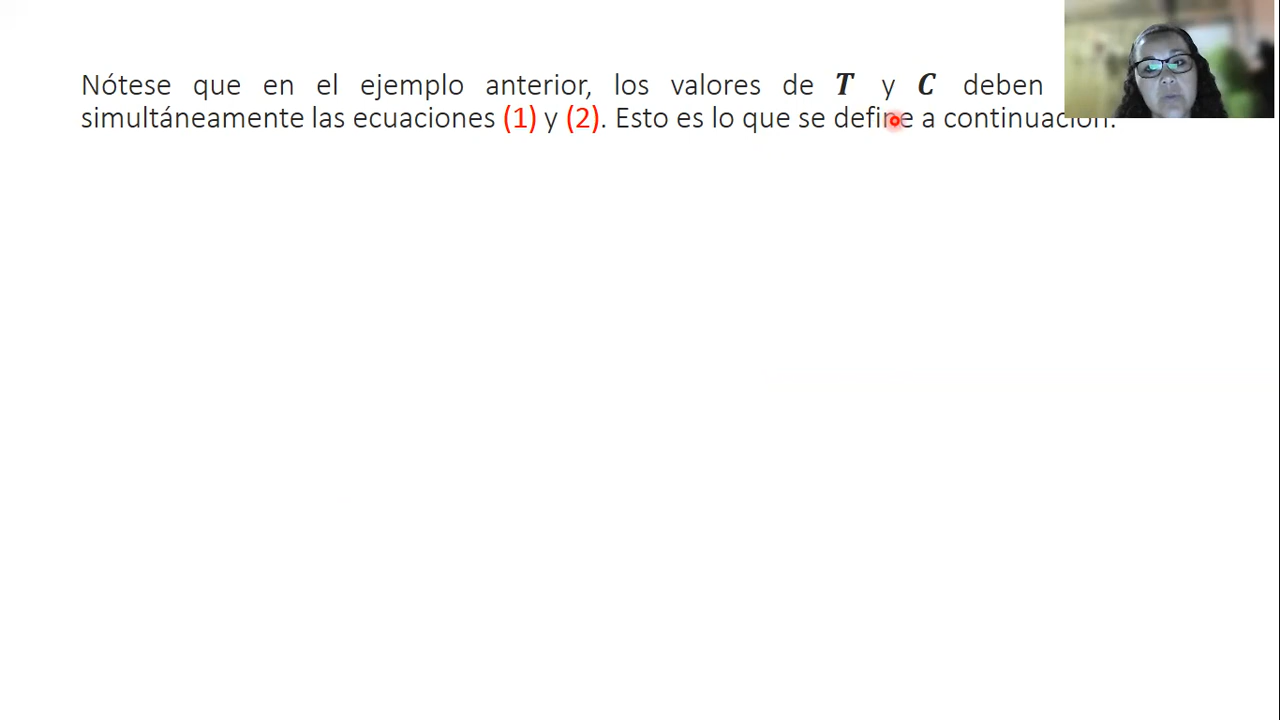 Nótese que en el ejemplo anterior, los valores de T y C deben
simultáneamente las ecuaciones (1) y (2). Esto es lo que se define a continuación: